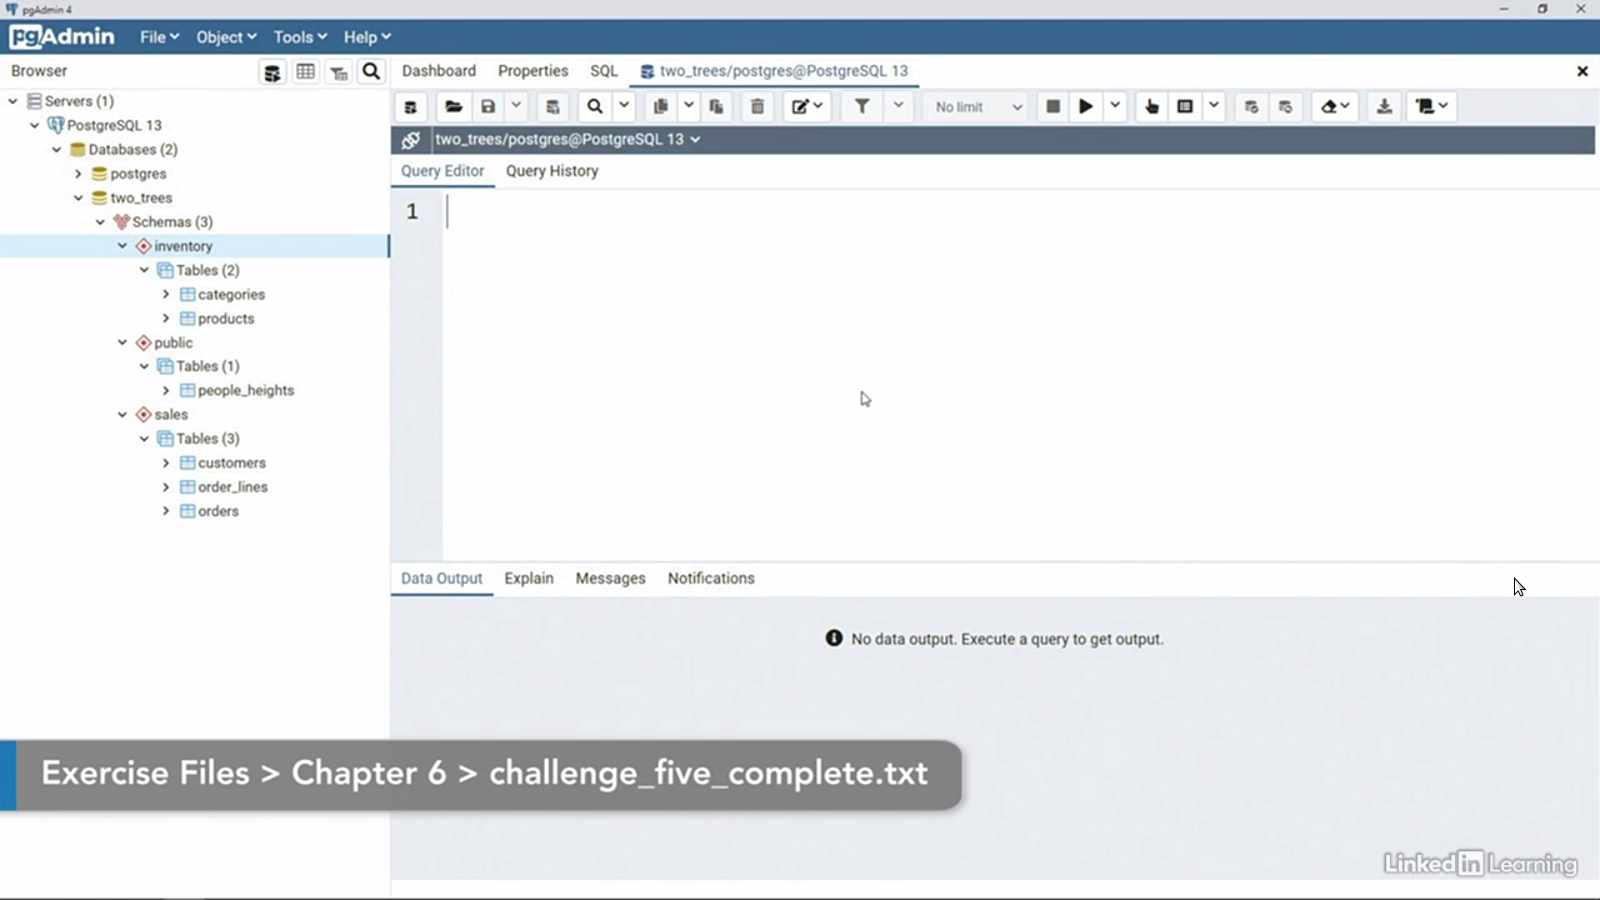 pgAdmin 4
pgAdmin File Object Tools Help
Browser
Dashboard Properties SQL two_trees/postgres@PostgreSQL 13
Servers (1)
PostgreSQL 13
Databases (2)
postgres
two_trees
Schemas (3)
inventory
Tables (2)
categories
products
public
Tables (1)
people_heights
sales
Tables (3)
customers
order_lines
orders
No limit
two_trees/postgres@PostgreSQL 13
Query Editor Query History
1
Data Output Explain Messages Notifications
No data output. Execute a query to get output.
Exercise Files > Chapter 6 > challenge_five_complete.txt
Linked in Learning